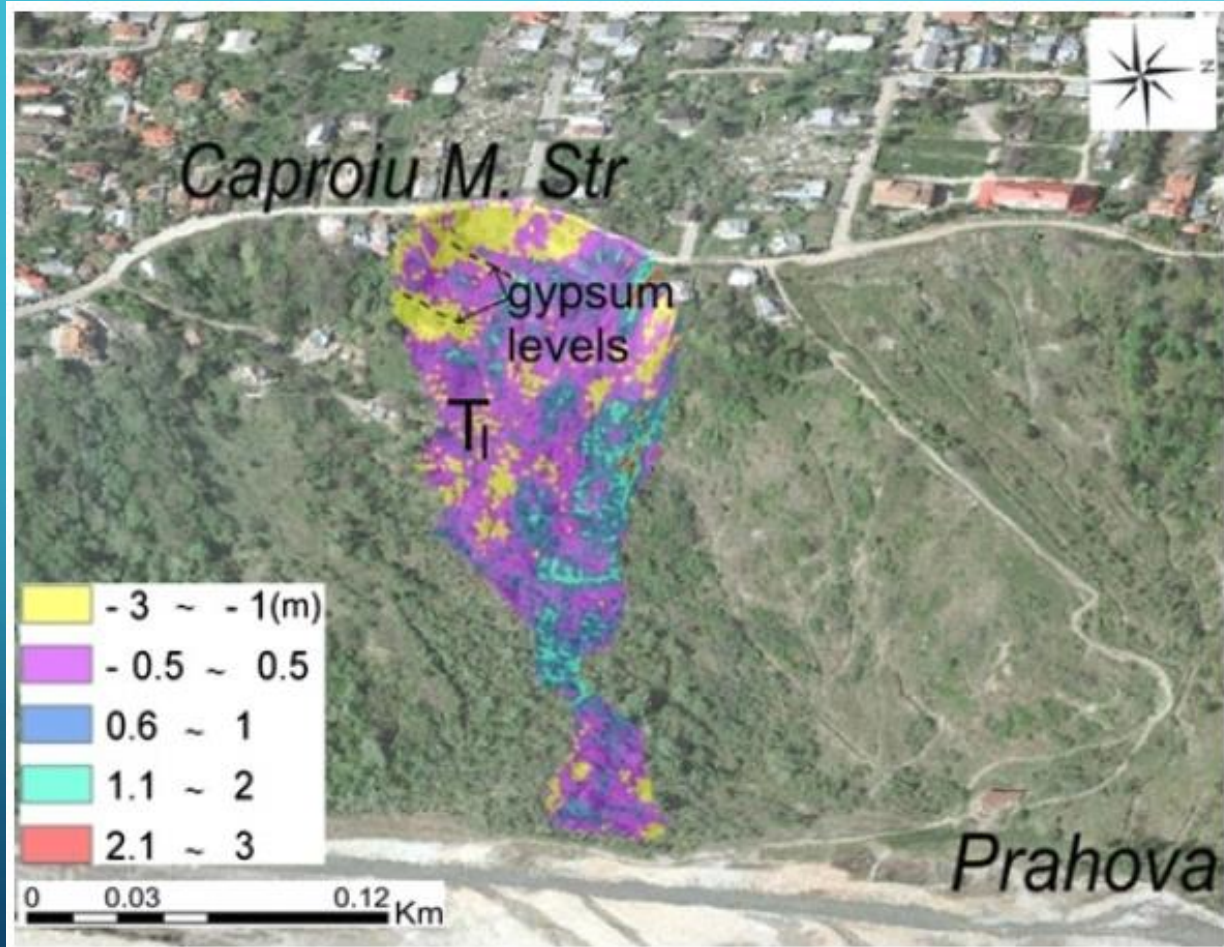 N
Caproiu M. Str
gypsum
levels
Tl
- 3 ~ - 1(m)
- 0.5 ~ 0.5
0.6 ~ 1
1.1 ~ 2
2.1 ~ 3
0 0.03 0.12
Km
Prahova